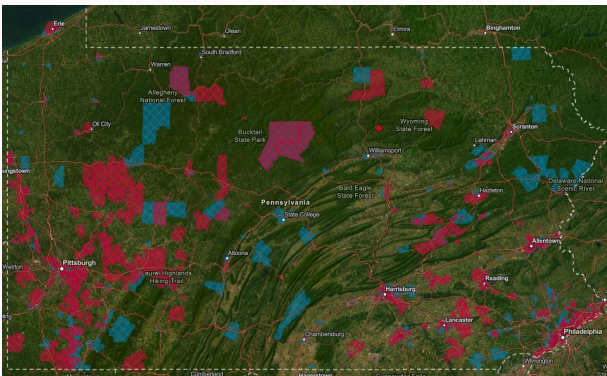 Erie
Jamestown
Olean
Elmira
Binghamton
South Bradford
Warren
Allegheny
National Forest
Oil City
Bucktail
State Park
Wyoming
State Forest
Scranton
Williamsport
Lehman
ungstown
Bald Eagle
State Forest
Delaware National
Scenic River
Hazleton
Pennsylvania
State College
Altoona
Allentown
Weirton
Pittsburgh
Laurel Highlands
Hiking Trail
Reading
Harrisburg
Lancaster
Philadelphia
Chambersburg
Wilmington
Cumberland
Hagerstown